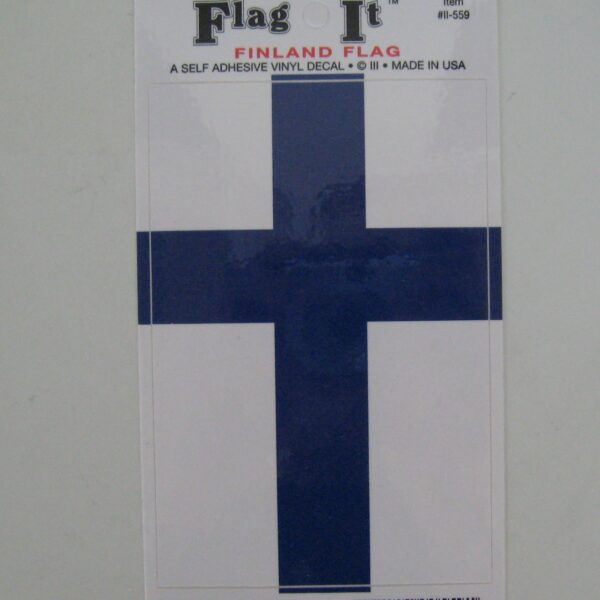 Flag It™
Item
#II-559
FINLAND FLAG
A SELF ADHESIVE VINYL DECAL • © III • MADE IN USA